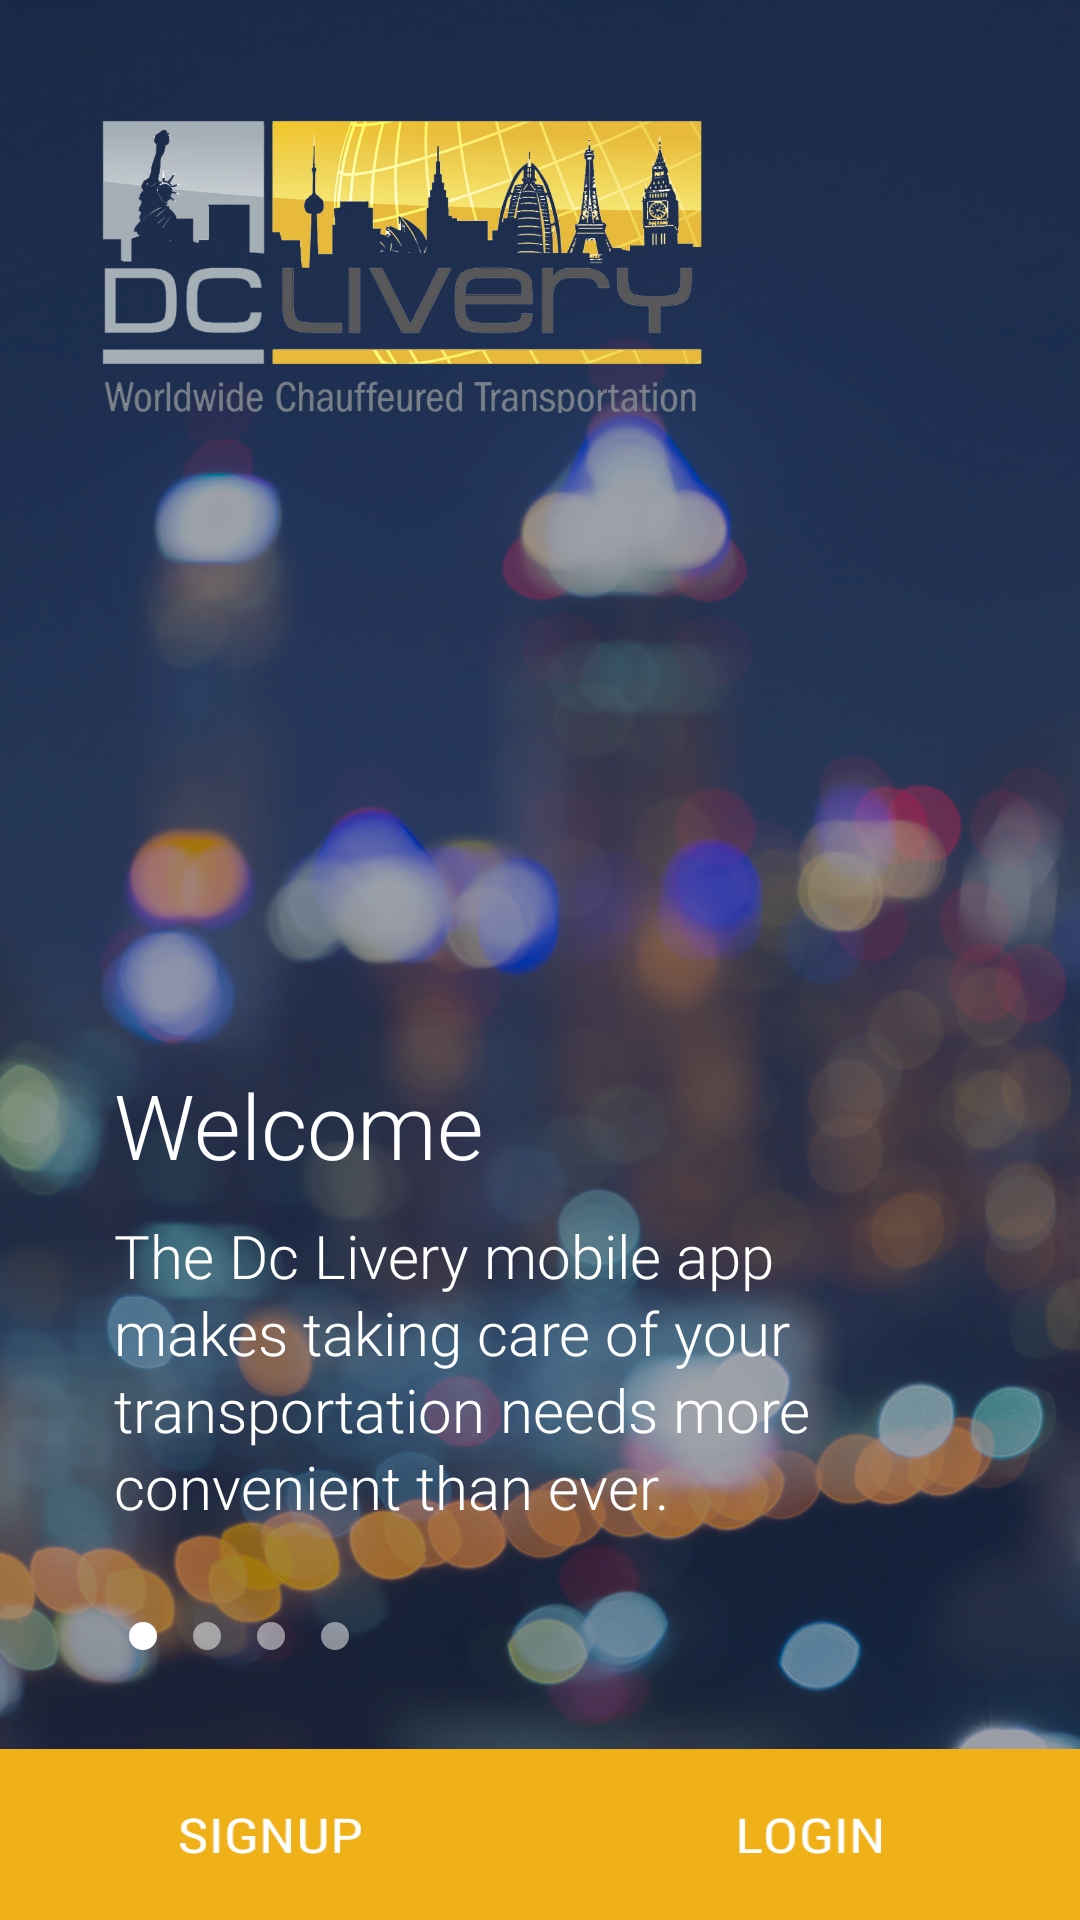 DC Livery
Worldwide Chauffeured Transportation
Welcome
The Dc Livery mobile app
makes taking care of your
transportation needs more
convenient than ever.
SIGNUP LOGIN